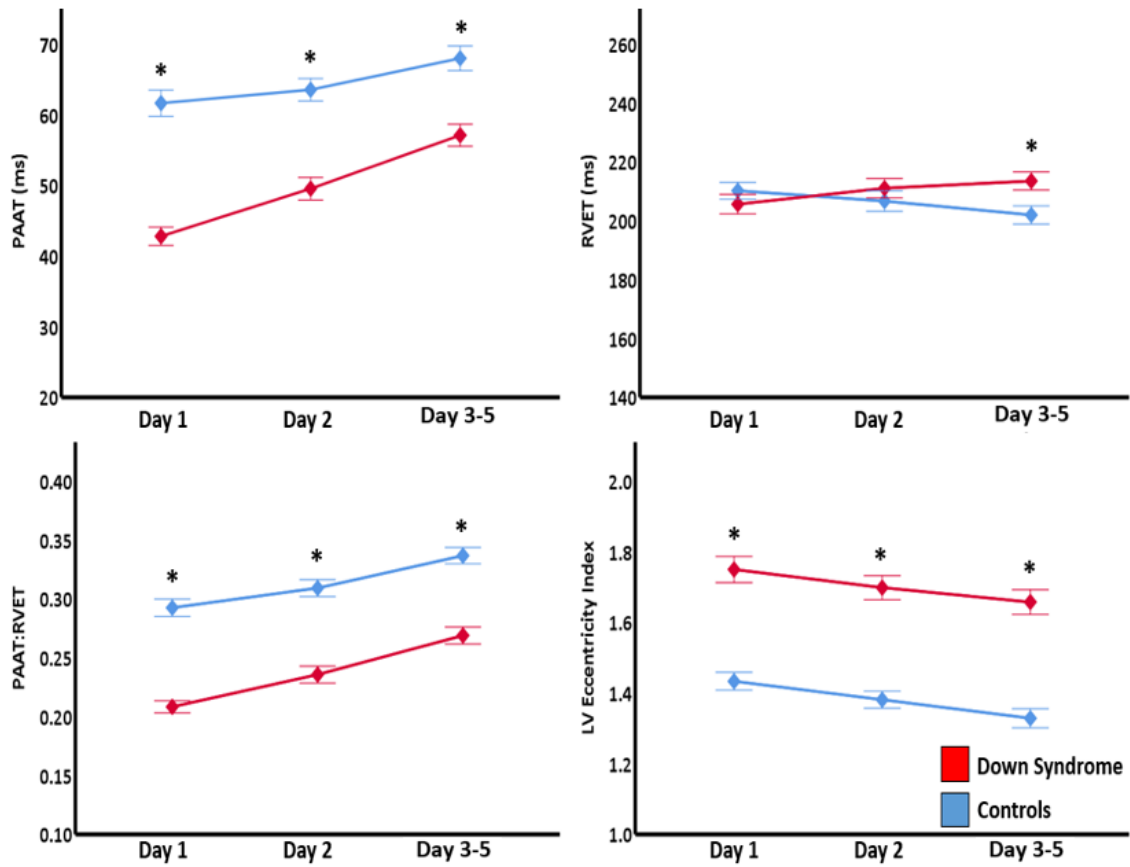 PAAT (ms)
70
60
50
40
30
20
*
*
*
Day 1
Day 2
Day 3-5
RVET (ms)
260
240
220
200
180
160
140
*
Day 1
Day 2
Day 3-5
PAAT:RVET
0.40
0.35
0.30
0.25
0.20
0.15
0.10
*
*
*
Day 1
Day 2
Day 3-5
LV Eccentricity Index
2.0
1.8
1.6
1.4
1.2
1.0
*
*
*
Down Syndrome
Controls
Day 1
Day 2
Day 3-5